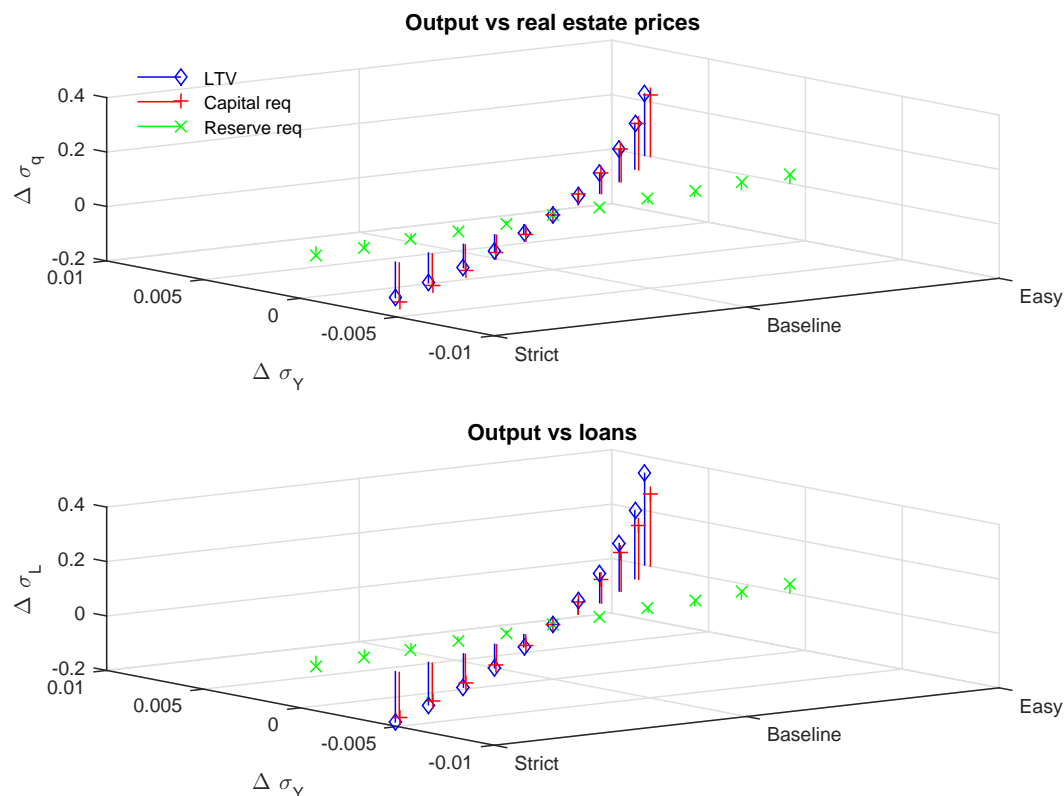 Output vs real estate prices
LTV
Capital req
Reserve req
0.4
0.2
0
-0.2
Δ σq
0.01
0.005
0
-0.005
-0.01
Δ σY
Strict
Baseline
Easy
Output vs loans
0.4
0.2
0
-0.2
Δ σL
0.01
0.005
0
-0.005
-0.01
Δ σY
Strict
Baseline
Easy